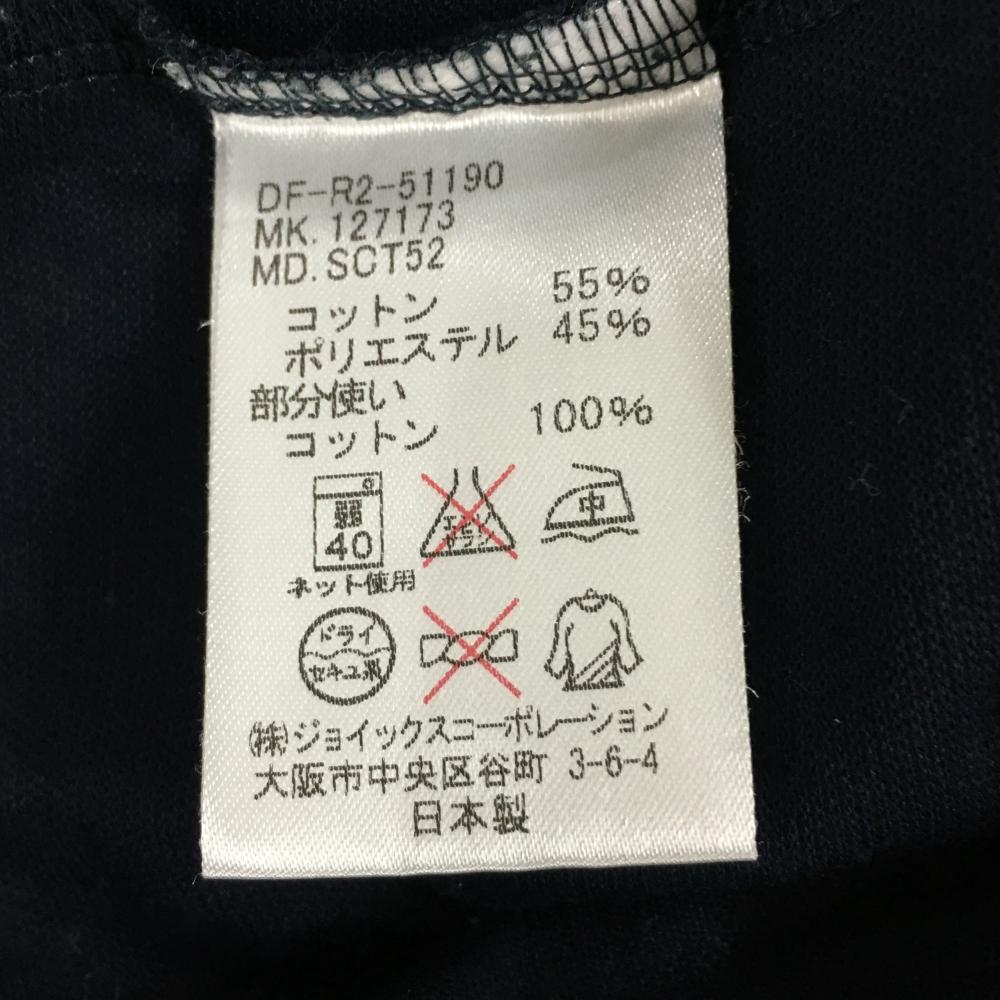 DF-R2-51190
MK. 127173
MD. SCT52
コットン 55%
ポリエステル 45%
部分使い
コットン 100%
弱
40
エンソ
サラシ
中
ネット使用
ドライ
セキユ系
(株)ジョイックスコーポレーション
大阪市中央区谷町 3-6-4
日本製